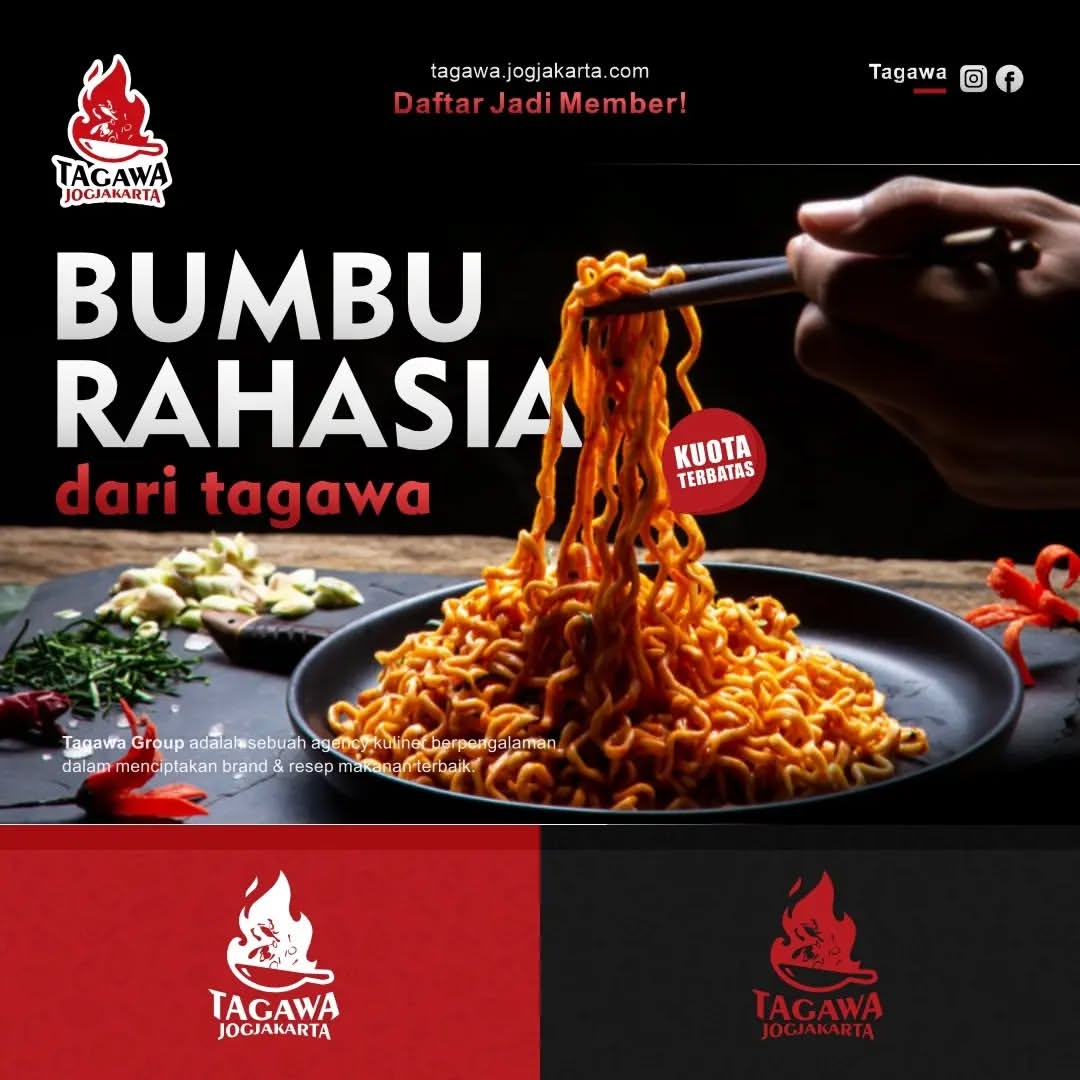 TAGAWA
JOGJAKARTA
tagawa.jogjakarta.com
Daftar Jadi Member!
Tagawa
BUMBU
RAHASIA
dari tagawa
KUOTA
TERBATAS
Tagawa Group adalah sebuah agency kuliner berpengalaman
dalam menciptakan brand & resep makanan terbaik.
TAGAWA
JOGJAKARTA
TAGAWA
JOGJAKARTA